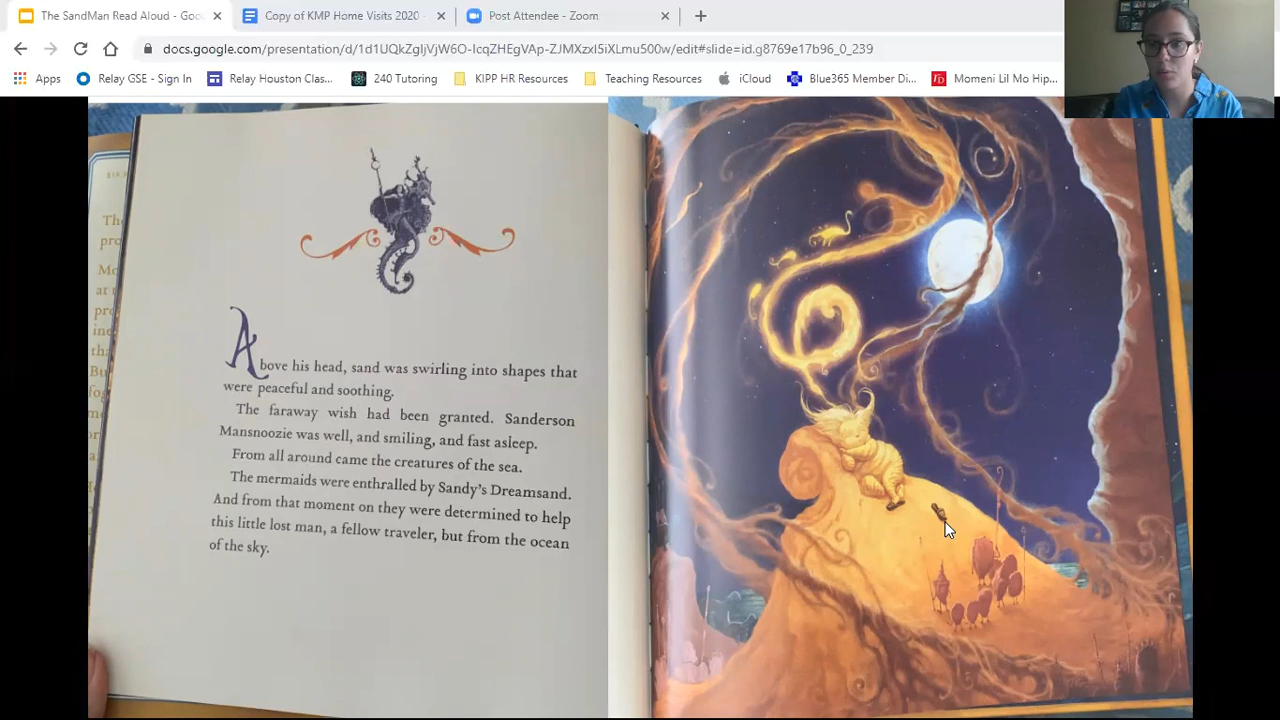 The SandMan Read Aloud - Goo
Copy of KMP Home Visits 2020 -
Post Attendee - Zoom
docs.google.com/presentation/d/1d1UQkZgIjVjW6O-IcqZHEgVAp-ZJMXzxI5iXLmu500w/edit#slide=id.g8769e17b96_0_239
Apps
Relay GSE - Sign In
Relay Houston Clas...
240 Tutoring
KIPP HR Resources
Teaching Resources
iCloud
Blue365 Member Di...
Momeni Lil Mo Hip...
Above his head, sand was swirling into shapes that
were peaceful and soothing.
The faraway wish had been granted. Sanderson
Mansnoozie was well, and smiling, and fast asleep.
From all around came the creatures of the sea.
The mermaids were enthralled by Sandy's Dreamsand.
And from that moment on they were determined to help
this little lost man, a fellow traveler, but from the ocean
of the sky.